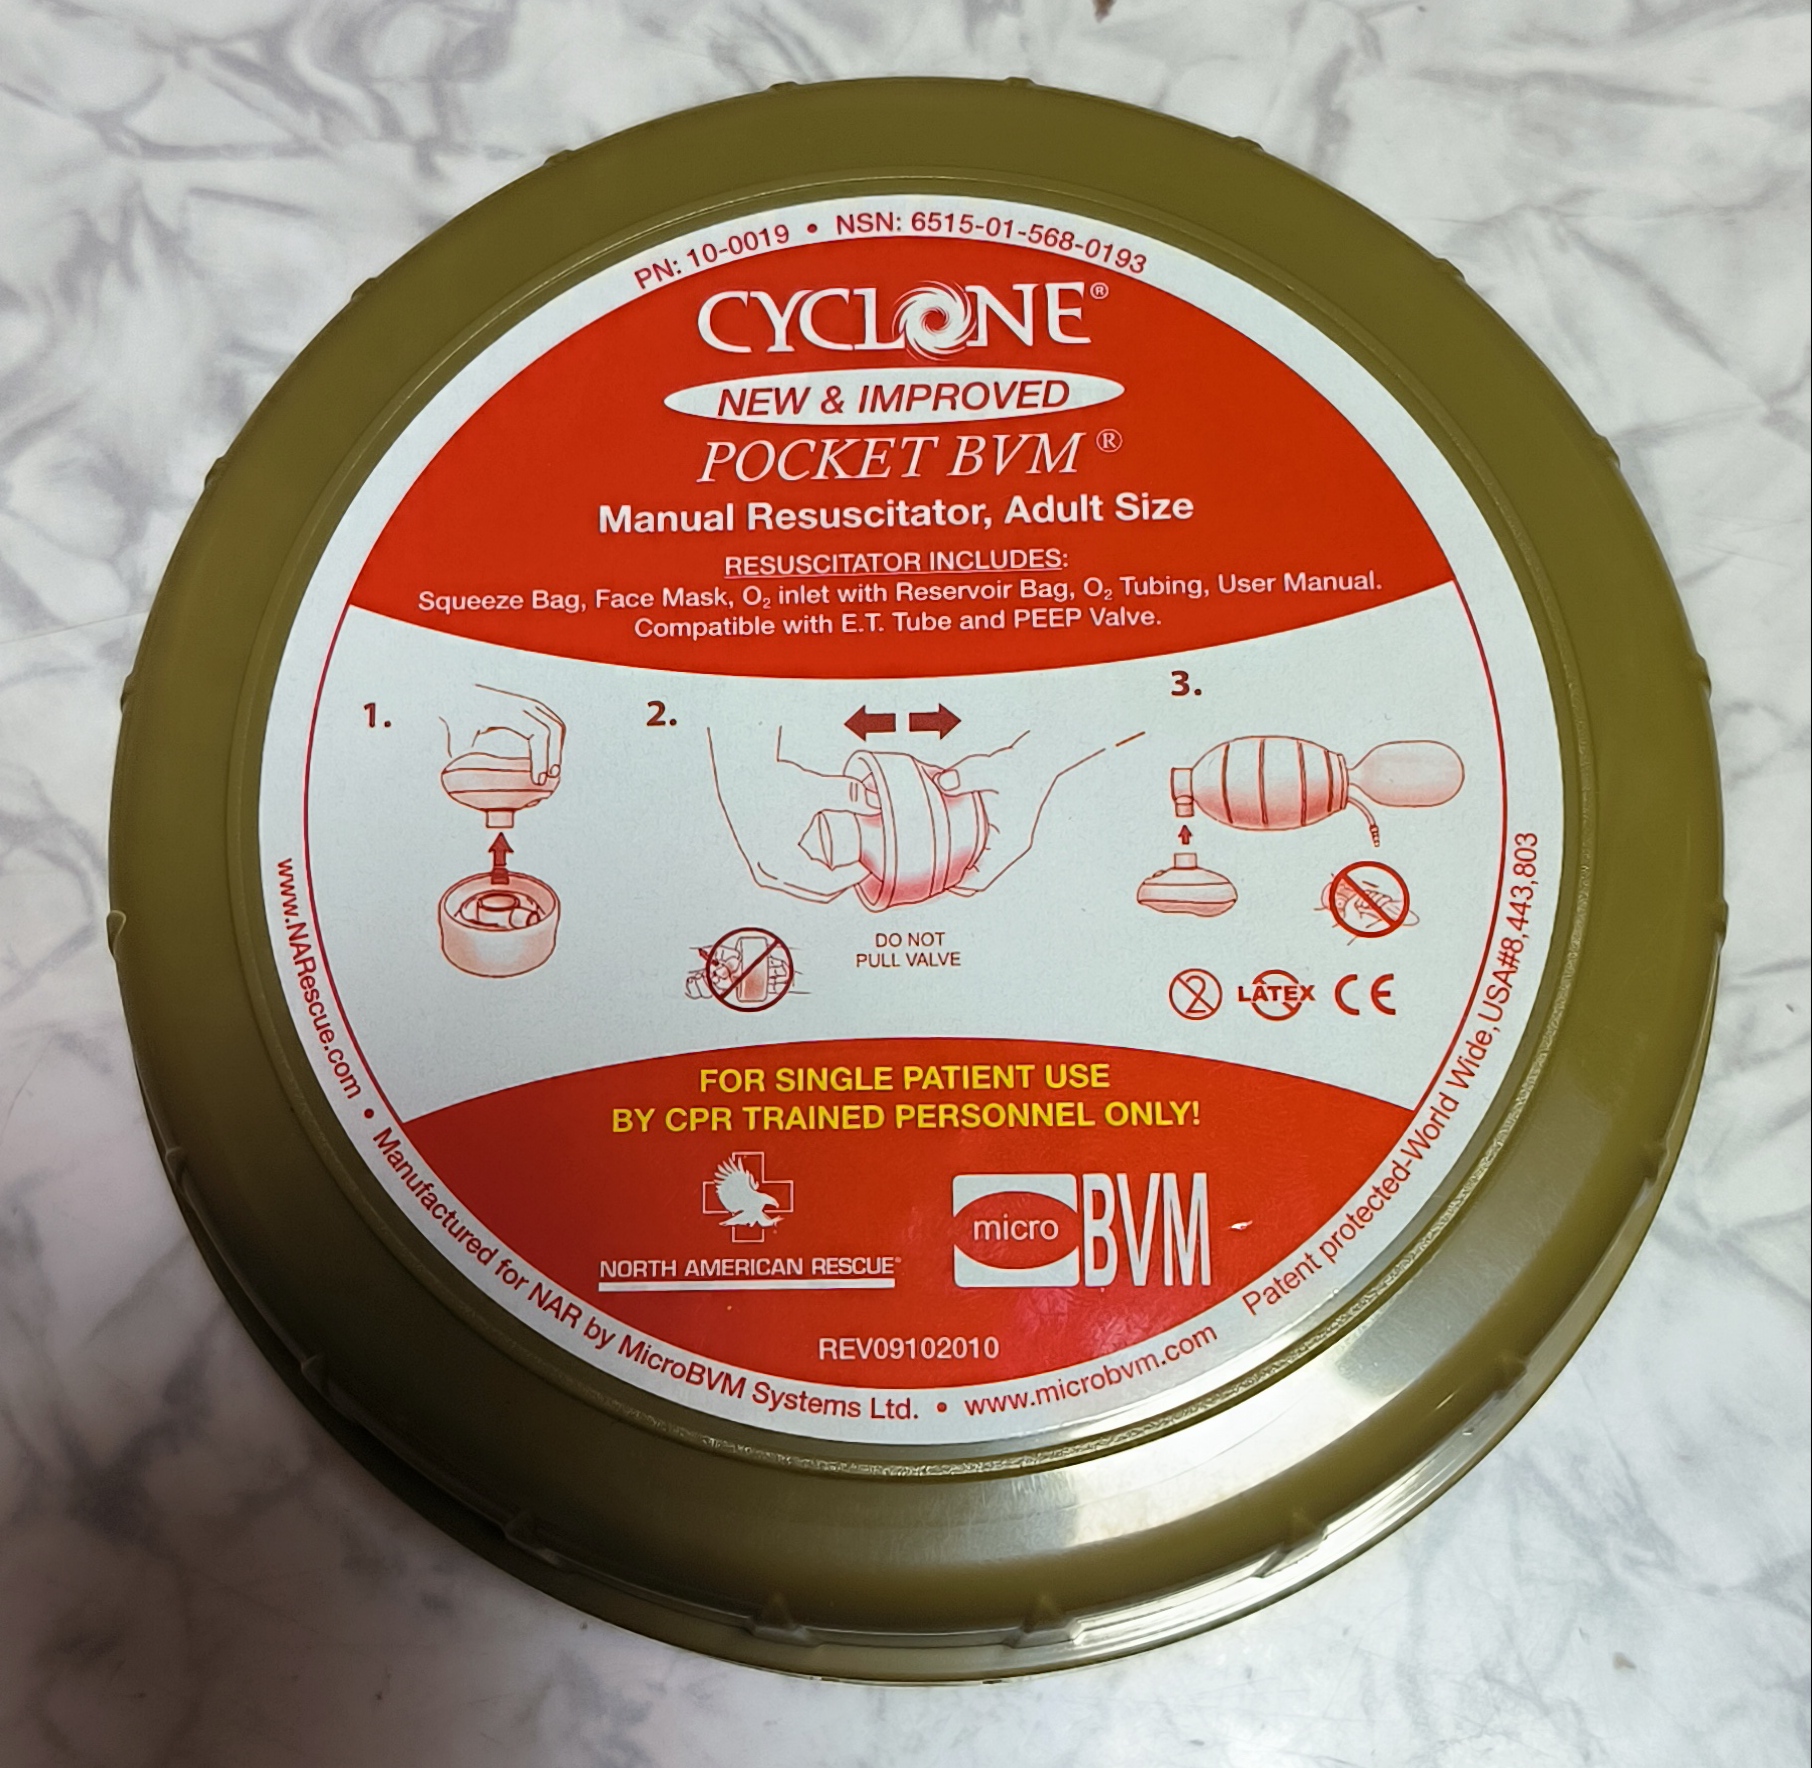 PN: 10-0019 • NSN: 6515-01-568-0193
CYCLONE®
NEW & IMPROVED
POCKET BVM ®
Manual Resuscitator, Adult Size
RESUSCITATOR INCLUDES:
Squeeze Bag, Face Mask, O₂ inlet with Reservoir Bag, O₂ Tubing, User Manual.
Compatible with E.T. Tube and PEEP Valve.
1.
2.
3.
DO NOT
PULL VALVE
2
LATEX
CE
FOR SINGLE PATIENT USE
BY CPR TRAINED PERSONNEL ONLY!
NORTH AMERICAN RESCUE®
micro BVM
REV09102010
www.NARescue.com • Manufactured for NAR by MicroBVM Systems Ltd. • www.microbvm.com
Patent protected-World Wide, USA#8,443,803